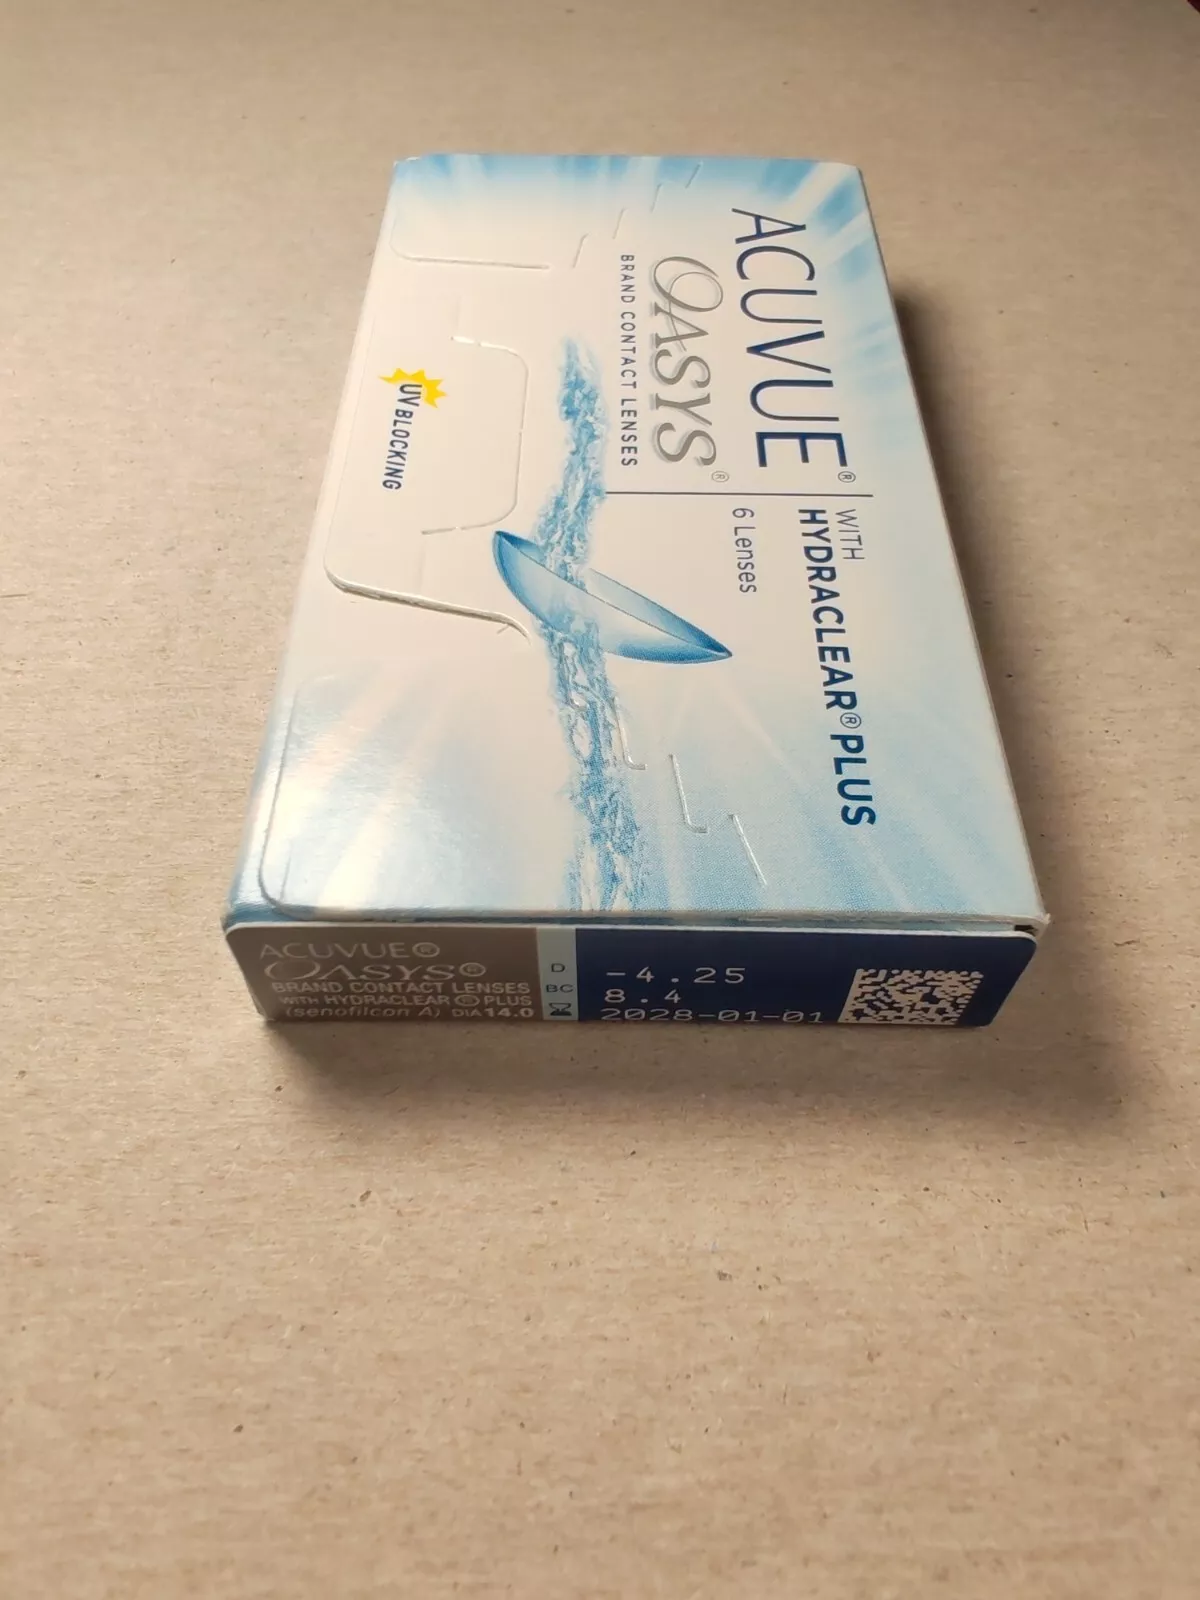 ACUVUE®
OASYS®
BRAND CONTACT LENSES
WITH
HYDRACLEAR® PLUS
6 Lenses
UV BLOCKING
ACUVUE®
OASYS®
BRAND CONTACT LENSES
WITH HYDRACLEAR® PLUS
(senofilcon A) DIA 14.0
D -4.25
BC 8.4
2028-01-01